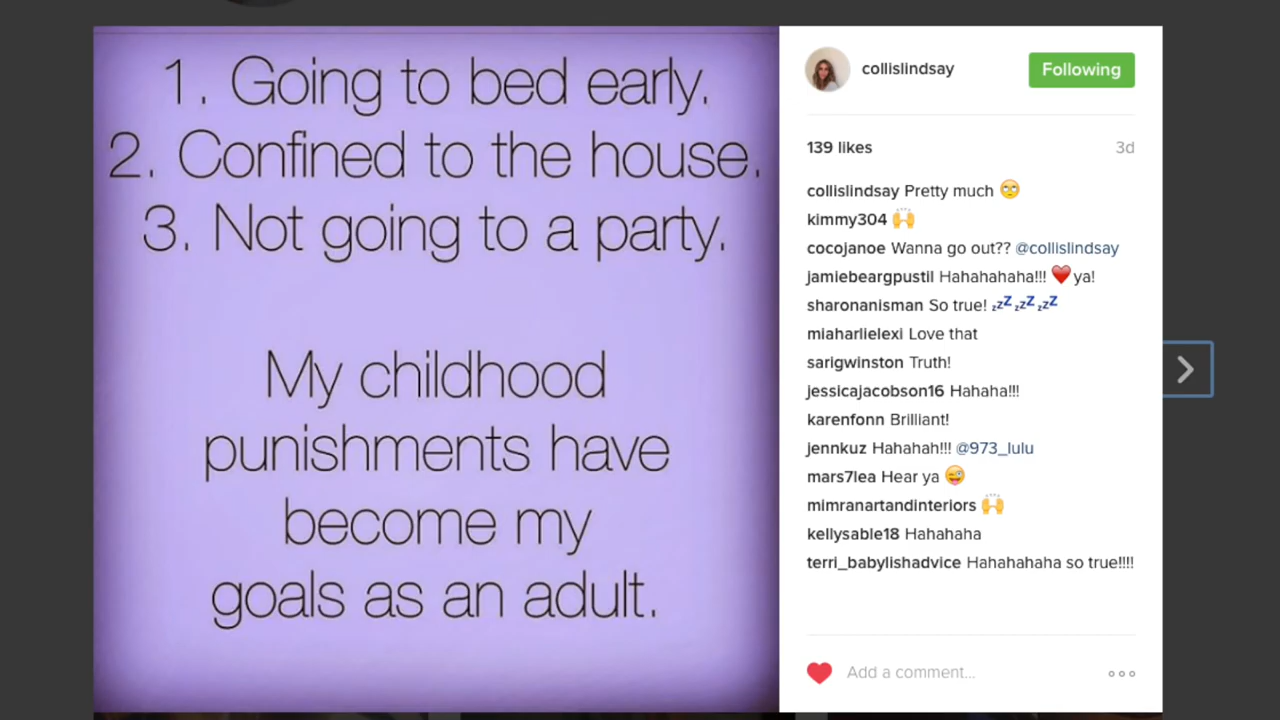 1. Going to bed early.
2. Confined to the house.
3. Not going to a party.
My childhood
punishments have
become my
goals as an adult.
collislindsay
Following
139 likes
3d
collislindsay Pretty much 🙄
kimmy304 🙌
cocojanoe Wanna go out?? @collislindsay
jamiebeargpustil Hahahahaha!!! ❤️ ya!
sharonanisman So true! 💤💤💤
miaharlielexi Love that
sarigwinston Truth!
jessicajacobson16 Hahaha!!!
karenfonn Brilliant!
jennkuz Hahahah!!! @973_lulu
mars7lea Hear ya 😜
mimranartandinteriors 🙌
kellysable18 Hahahaha
terri_babylishadvice Hahahahaha so true!!!!
Add a comment...